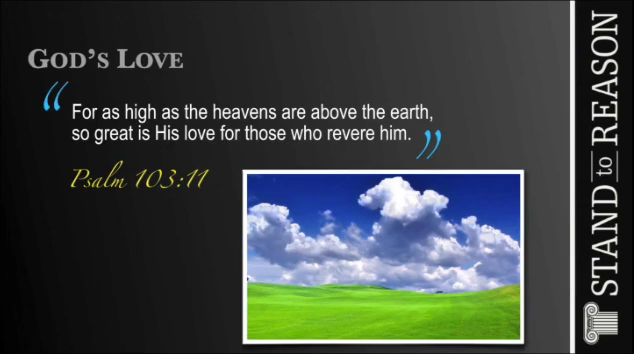 GOD'S LOVE
“ For as high as the heavens are above the earth,
so great is His love for those who revere him. ”
Psalm 103:11
STAND to REASON